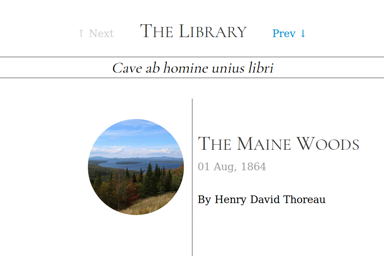 ↑ Next The Library Prev ↓
Cave ab homine unius libri
The Maine Woods
01 Aug, 1864
By Henry David Thoreau